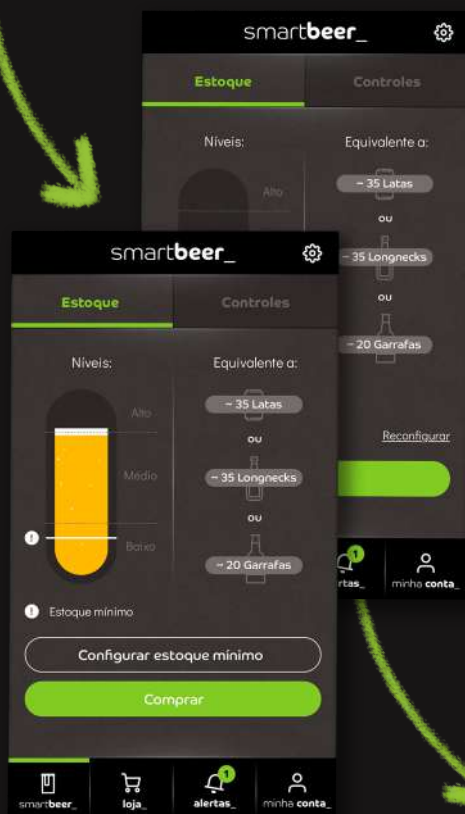 smartbeer_
Estoque
Controles
Níveis:
Equivalente a:
Alto
~ 35 Latas
ou
~ 35 Longnecks
ou
~ 20 Garrafas
Reconfigurar
1
rtas_
minha conta_
smartbeer_
Estoque
Controles
Níveis:
Equivalente a:
Alto
Médio
Baixo
~ 35 Latas
ou
~ 35 Longnecks
ou
~ 20 Garrafas
!
! Estoque mínimo
Configurar estoque mínimo
Comprar
1
smartbeer_
loja_
alertas_
minha conta_